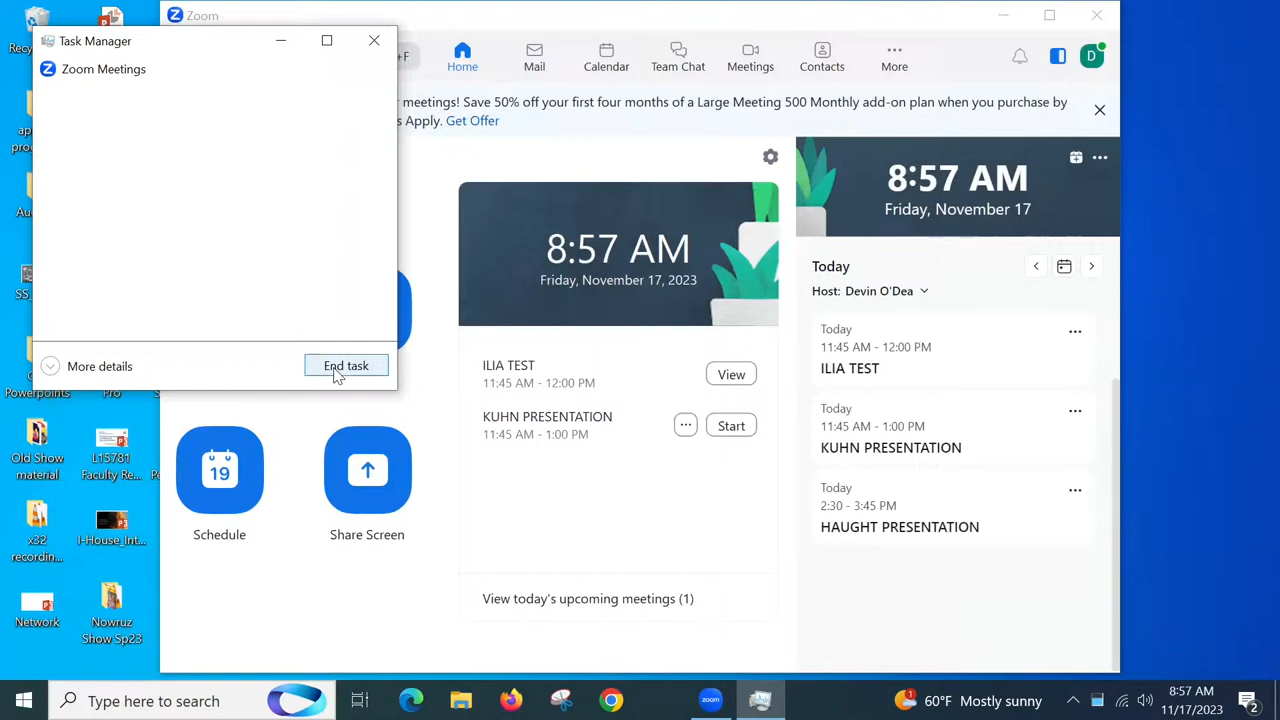 Zoom
Task Manager
Zoom Meetings
More details
End task
+F
Home
Mail
Calendar
Team Chat
Meetings
Contacts
More
D
meetings! Save 50% off your first four months of a Large Meeting 500 Monthly add-on plan when you purchase by
s Apply. Get Offer
8:57 AM
Friday, November 17, 2023
ILIA TEST
11:45 AM - 12:00 PM
View
KUHN PRESENTATION
11:45 AM - 1:00 PM
Start
View today's upcoming meetings (1)
8:57 AM
Friday, November 17
Today
Host: Devin O'Dea
Today
11:45 AM - 12:00 PM
ILIA TEST
Today
11:45 AM - 1:00 PM
KUHN PRESENTATION
Today
2:30 - 3:45 PM
HAUGHT PRESENTATION
19
Schedule
Share Screen
Powerpoints
Pro
Old Show
material
L15781
Faculty Re...
x32
recordin...
I-House_Int...
Network
Nowruz
Show Sp23
Type here to search
zoom
60°F Mostly sunny
8:57 AM
11/17/2023
2